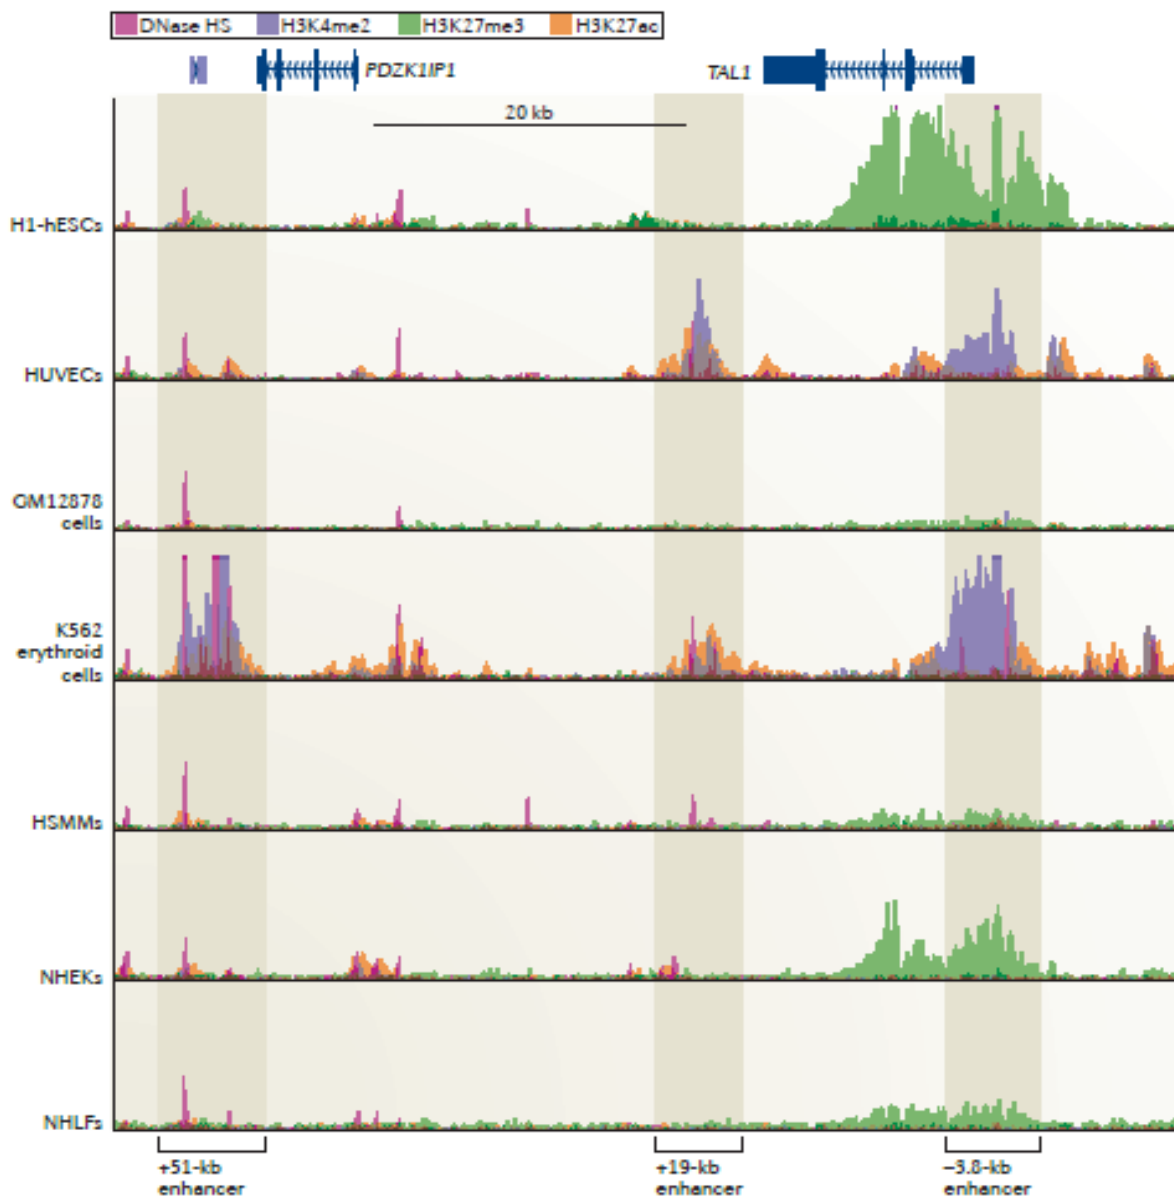 DNase HS H3K4me2 H3K27me3 H3K27ac
PDZK1IP1 TAL1
20 kb
H1-hESCs
HUVECs
GM12878
cells
K562
erythroid
cells
HSMMs
NHEKs
NHLFs
+51-kb
enhancer
+19-kb
enhancer
−3.8-kb
enhancer